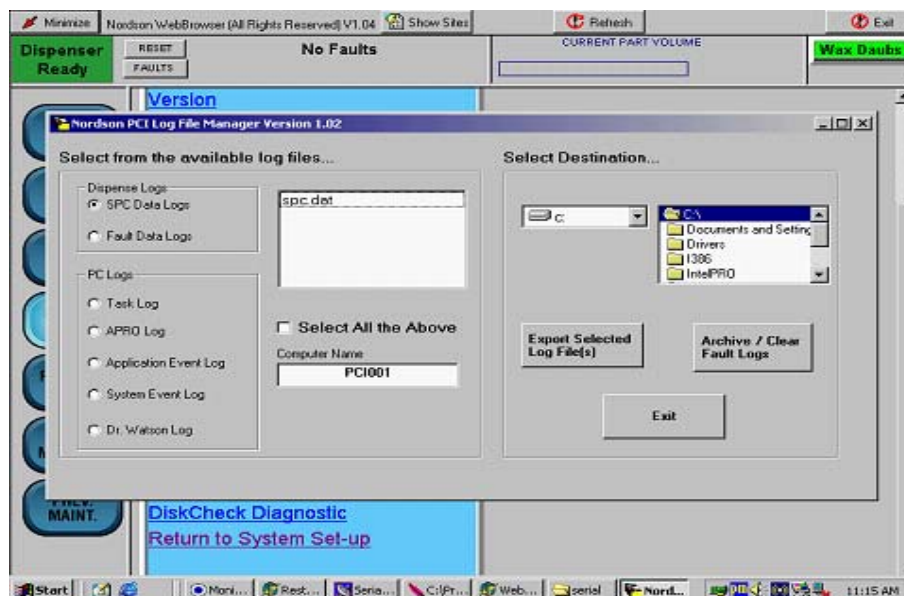 Minimize Nordson WebBrowser (All Rights Reserved) V1.04 Show Sites Refresh Exit
Dispenser Ready
RESET
FAULTS
No Faults
CURRENT PART VOLUME
Wax Daubs
Version
Nordson PCI Log File Manager Version 1.02
Select from the available log files...
Dispense Logs
SPC Data Logs
Fault Data Logs
PC Logs
Task Log
APRO Log
Application Event Log
System Event Log
Dr. Watson Log
spc.dat
Select All the Above
Computer Name
PCI001
Select Destination...
c:
C:\
Documents and Setting
Drivers
I386
IntelPRO
Export Selected
Log File(s)
Archive / Clear
Fault Logs
Exit
MAINT.
DiskCheck Diagnostic
Return to System Set-up
Start Moni... Rest... Seria... C:\Pr... Web... serial Nord... 11:15 AM